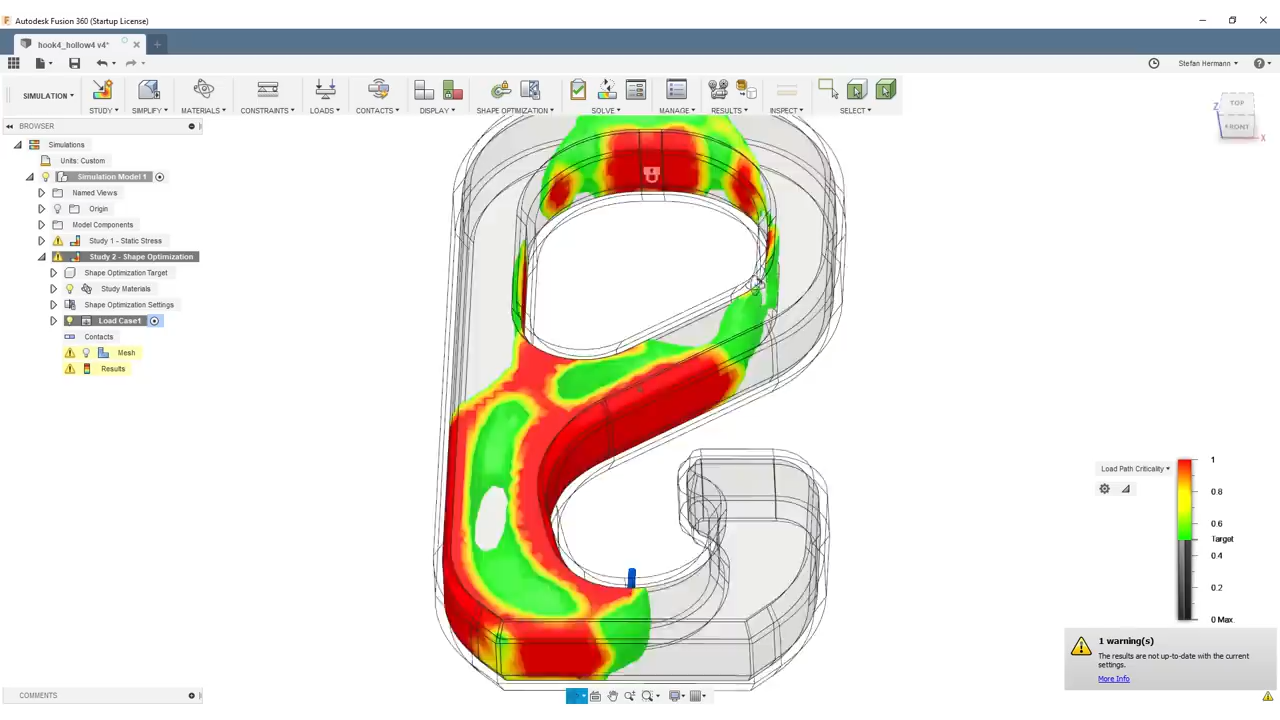 Autodesk Fusion 360 (Startup License)
hook4_hollow4 v4*
Stefan Hermann
SIMULATION
STUDY
SIMPLIFY
MATERIALS
CONSTRAINTS
LOADS
CONTACTS
DISPLAY
SHAPE OPTIMIZATION
SOLVE
MANAGE
RESULTS
INSPECT
SELECT
TOP
FRONT
Z
X
BROWSER
Simulations
Units: Custom
Simulation Model 1
Named Views
Origin
Model Components
Study 1 - Static Stress
Study 2 - Shape Optimization
Shape Optimization Target
Study Materials
Shape Optimization Settings
Load Case1
Contacts
Mesh
Results
Load Path Criticality
1
0.8
0.6
Target
0.4
0.2
0 Max.
1 warning(s)
The results are not up-to-date with the current
settings.
More Info
COMMENTS